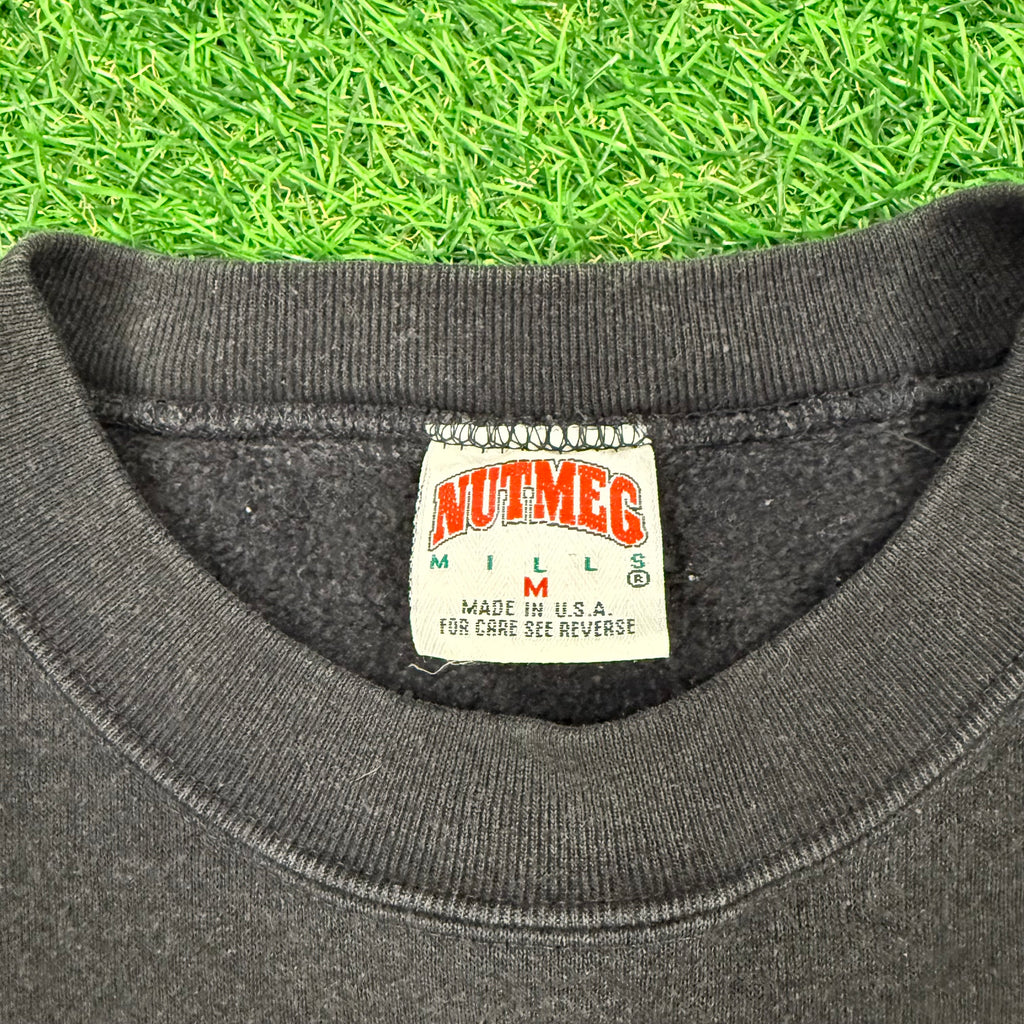 NUTMEG
MILLS®
M
MADE IN U.S.A.
FOR CARE SEE REVERSE